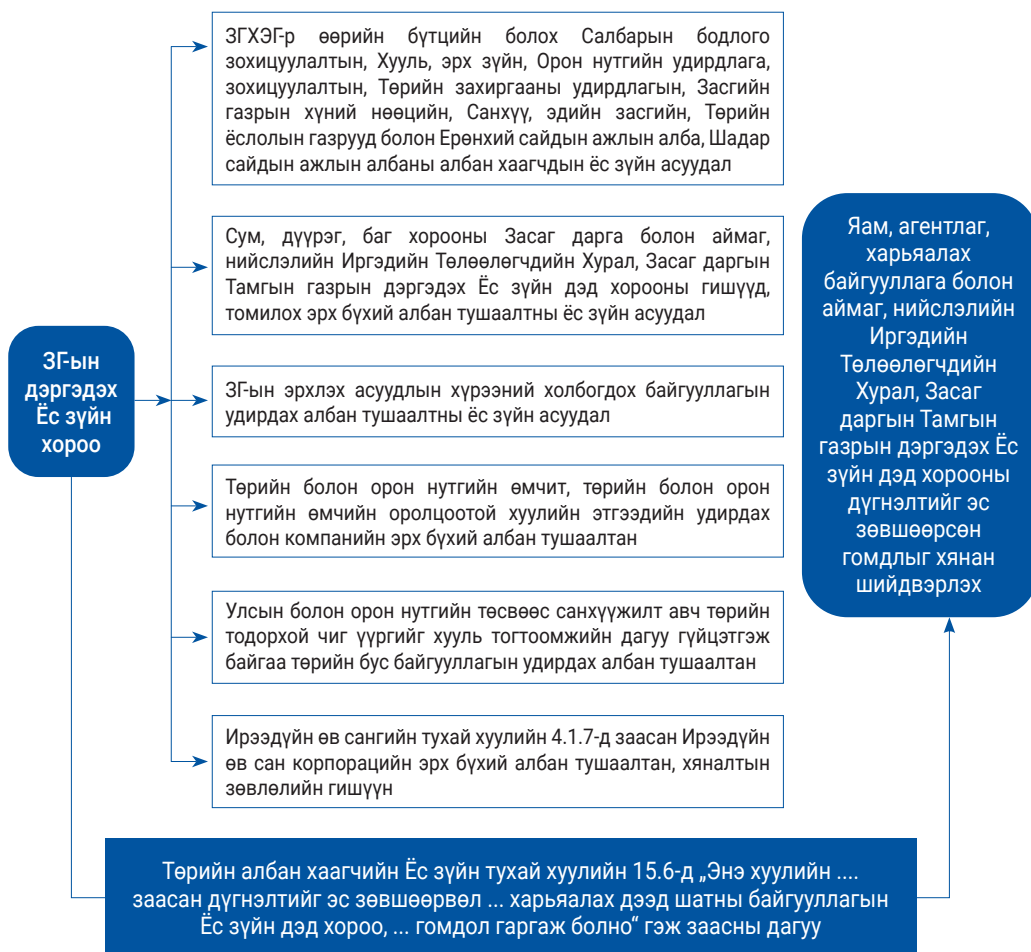 ЗГХЭГ-р өөрийн бүтцийн болох Салбарын бодлого
зохицуулалтын, Хууль, эрх зүйн, Орон нутгийн удирдлага,
зохицуулалтын, Төрийн захиргааны удирдлагын, Засгийн
газрын хүний нөөцийн, Санхүү, эдийн засгийн, Төрийн
ёслолын газрууд болон Ерөнхий сайдын ажлын алба, Шадар
сайдын ажлын албаны албан хаагчдын ёс зүйн асуудал
Сум, дүүрэг, баг хорооны Засаг дарга болон аймаг,
нийслэлийн Иргэдийн Төлөөлөгчдийн Хурал, Засаг даргын
Тамгын газрын дэргэдэх Ёс зүйн дэд хорооны гишүүд,
томилох эрх бүхий албан тушаалтны ёс зүйн асуудал
ЗГ-ын
дэргэдэх
Ёс зүйн
хороо
ЗГ-ын эрхлэх асуудлын хүрээний холбогдох байгууллагын
удирдах албан тушаалтны ёс зүйн асуудал
Төрийн болон орон нутгийн өмчит, төрийн болон орон
нутгийн өмчийн оролцоотой хуулийн этгээдийн удирдах
болон компанийн эрх бүхий албан тушаалтан
Улсын болон орон нутгийн төсвөөс санхүүжилт авч төрийн
тодорхой чиг үүргийг хууль тогтоомжийн дагуу гүйцэтгэж
байгаа төрийн бус байгууллагын удирдах албан тушаалтан
Ирээдүйн өв сангийн тухай хуулийн 4.1.7-д заасан Ирээдүйн
өв сан корпорацийн эрх бүхий албан тушаалтан, хяналтын
зөвлөлийн гишүүн
Яам, агентлаг,
харьяалах
байгууллага болон
аймаг, нийслэлийн
Иргэдийн
Төлөөлөгчдийн
Хурал, Засаг
даргын Тамгын
газрын дэргэдэх Ёс
зүйн дэд хорооны
дүгнэлтийг эс
зөвшөөрсөн
гомдлыг хянан
шийдвэрлэх
Төрийн албан хаагчийн Ёс зүйн тухай хуулийн 15.6-д „Энэ хуулийн ....
заасан дүгнэлтийг эс зөвшөөрвөл ... харьяалах дээд шатны байгууллагын
Ёс зүйн дэд хороо, ... гомдол гаргаж болно“ гэж заасны дагуу